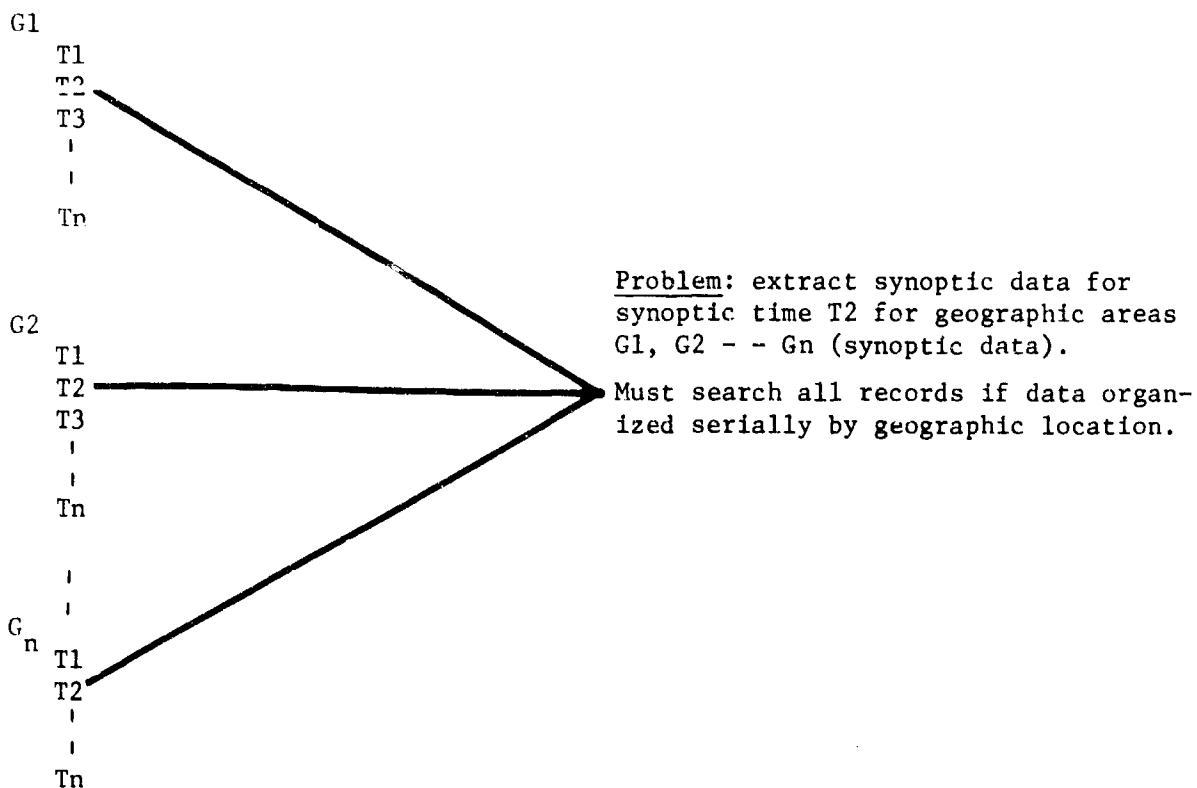 G1
T1
T2
T3
Tn
G2
T1
T2
T3
Tn
Gn
T1
T2
Tn
Problem: extract synoptic data for
synoptic time T2 for geographic areas
G1, G2 - - Gn (synoptic data).
Must search all records if data organ-
ized serially by geographic location.